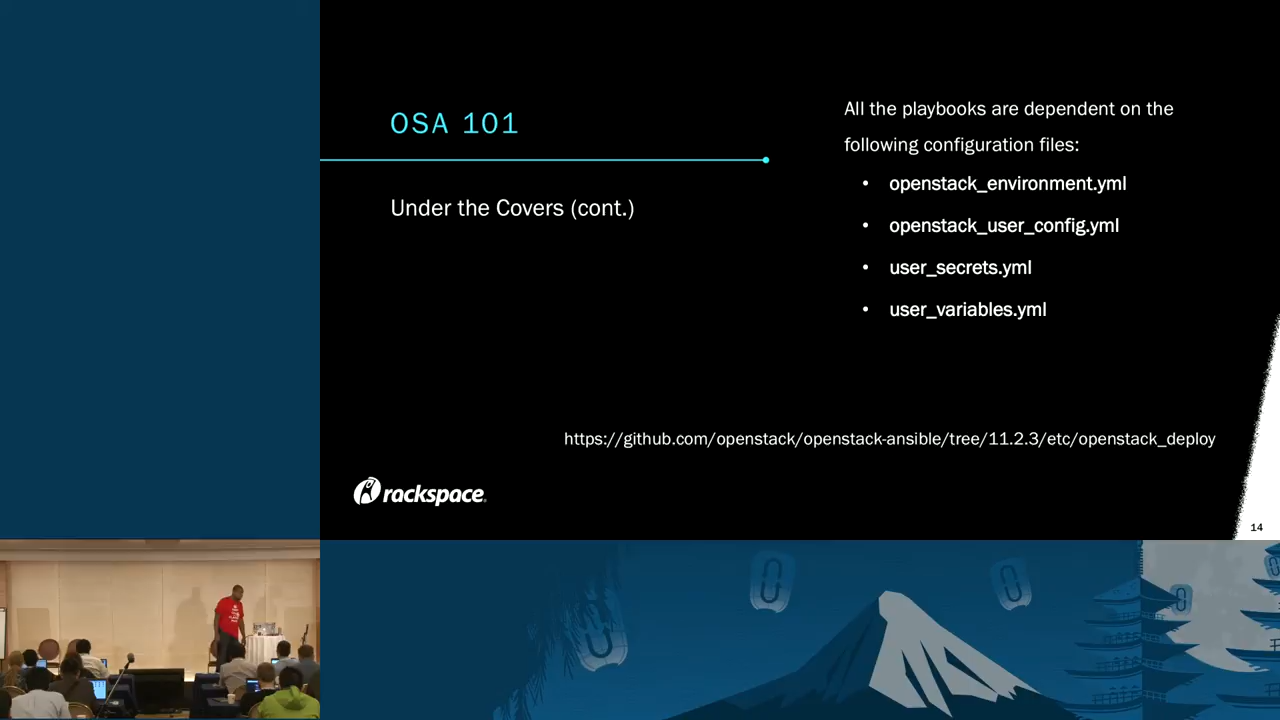 OSA 101
Under the Covers (cont.)
All the playbooks are dependent on the
following configuration files:
• openstack_environment.yml
• openstack_user_config.yml
• user_secrets.yml
• user_variables.yml
https://github.com/openstack/openstack-ansible/tree/11.2.3/etc/openstack_deploy
rackspace
14